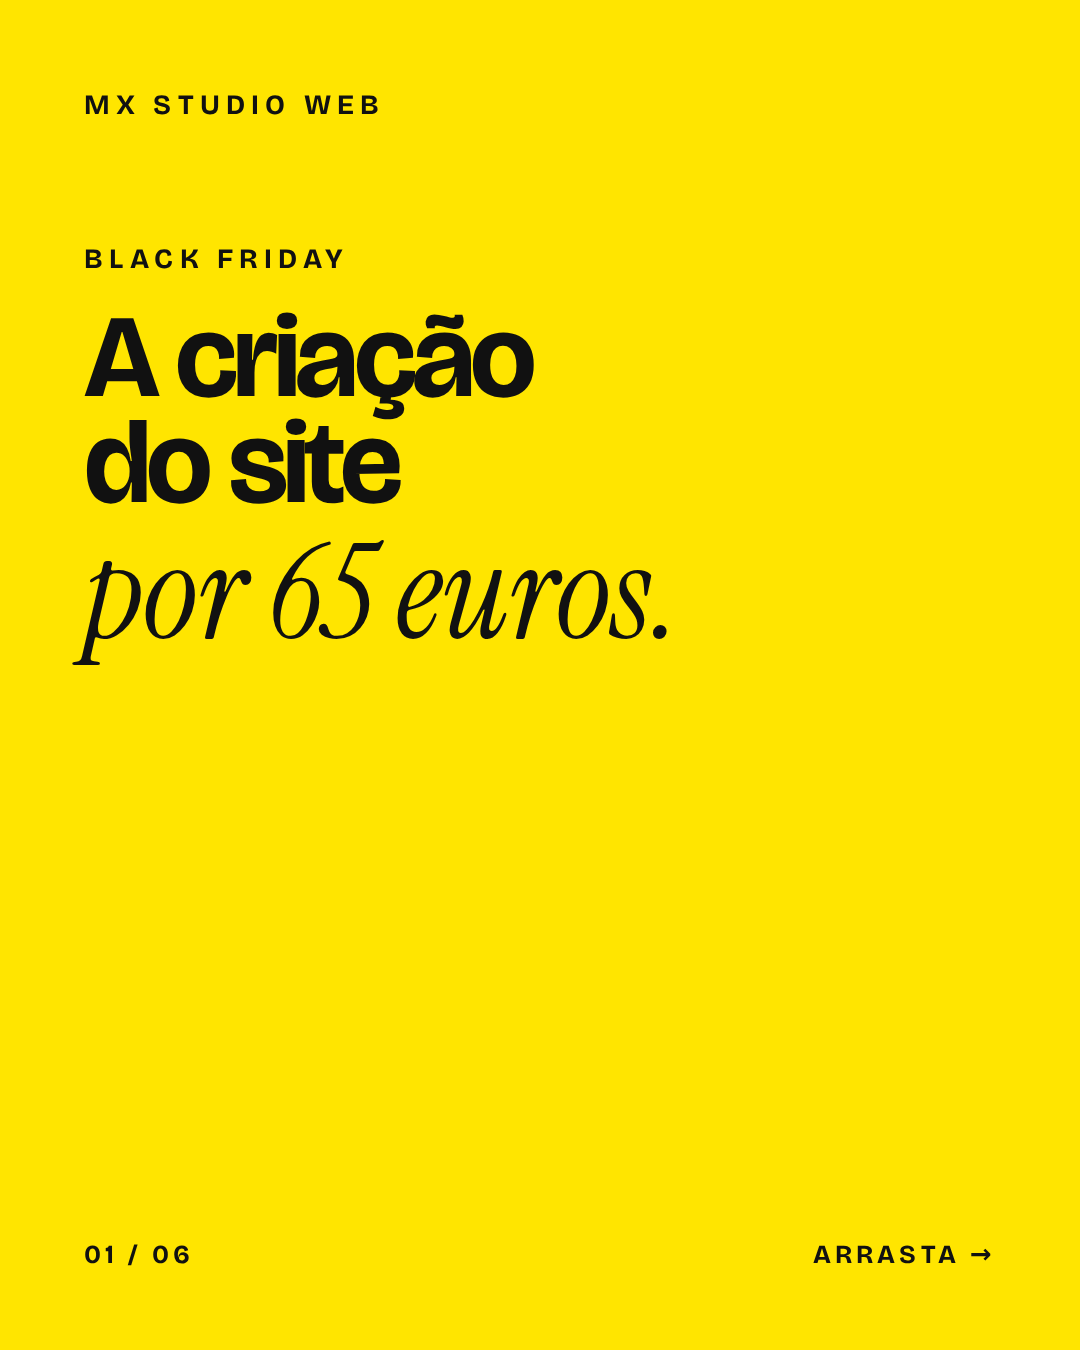 MX STUDIO WEB
BLACK FRIDAY
A criação
do site
por 65 euros.
01 / 06
ARRASTA →